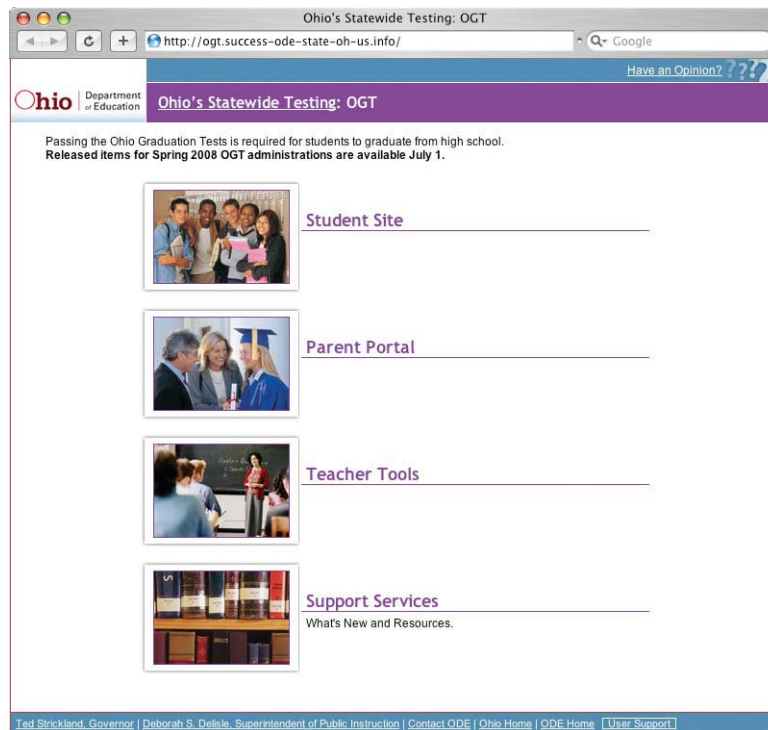 Ohio's Statewide Testing: OGT
http://ogt.success-ode-state-oh-us.info/
Google
Have an Opinion? ????
Ohio Department of Education
Ohio's Statewide Testing: OGT
Passing the Ohio Graduation Tests is required for students to graduate from high school.
Released items for Spring 2008 OGT administrations are available July 1.
Student Site
Parent Portal
Teacher Tools
Support Services
What's New and Resources.
Ted Strickland, Governor | Deborah S. Delisle, Superintendent of Public Instruction | Contact ODE | Ohio Home | ODE Home User Support